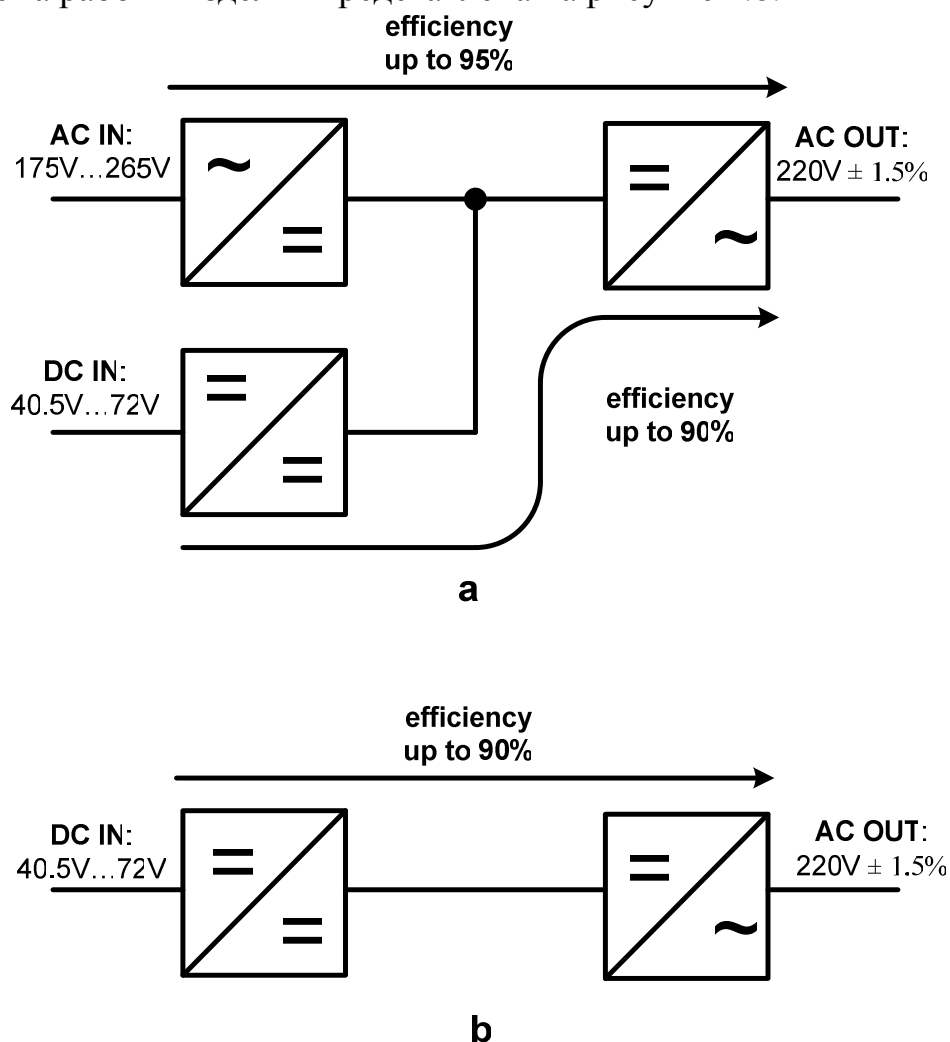 efficiency
up to 95%
AC IN:
175V...265V
AC OUT:
220V ± 1.5%
DC IN:
40.5V...72V
efficiency
up to 90%
a
efficiency
up to 90%
DC IN:
40.5V...72V
AC OUT:
220V ± 1.5%
b